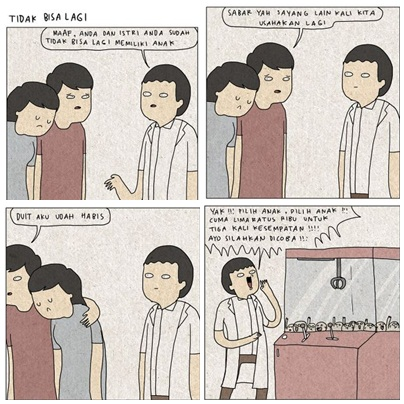 TIDAK BISA LAGI
MAAP, ANDA DAN ISTRI ANDA SUDAH
TIDAK BISA LAGI MEMILIKI ANAK
SABAR YAH SAYANG LAIN KALI KITA
USAHAKAN LAGI
DUIT AKU UDAH HABIS
YAK !!! PILIH ANAK, PILIH ANAK !!
CUMA LIMARATUS RIBU UNTUK
TIGA KALI KESEMPATAN !!!!
AYO SILAHKAN DICOBA !!!